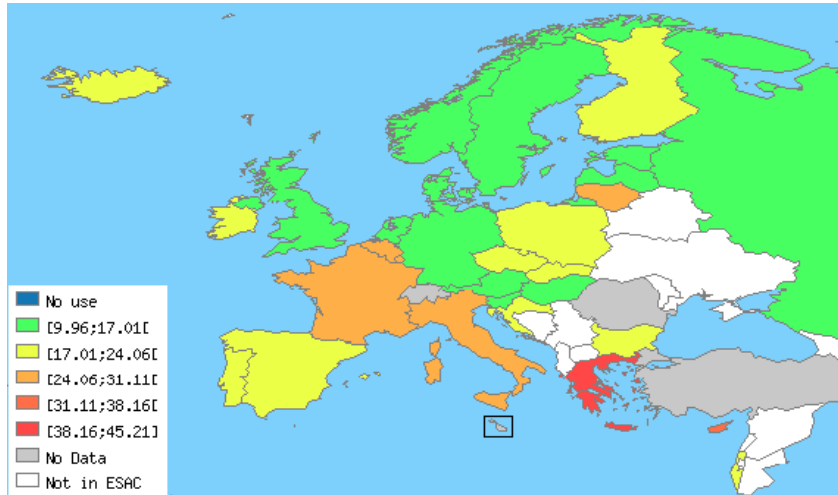 No use
[9.96;17.01[
[17.01;24.06[
[24.06;31.11[
[31.11;38.16[
[38.16;45.21]
No Data
Not in ESAC